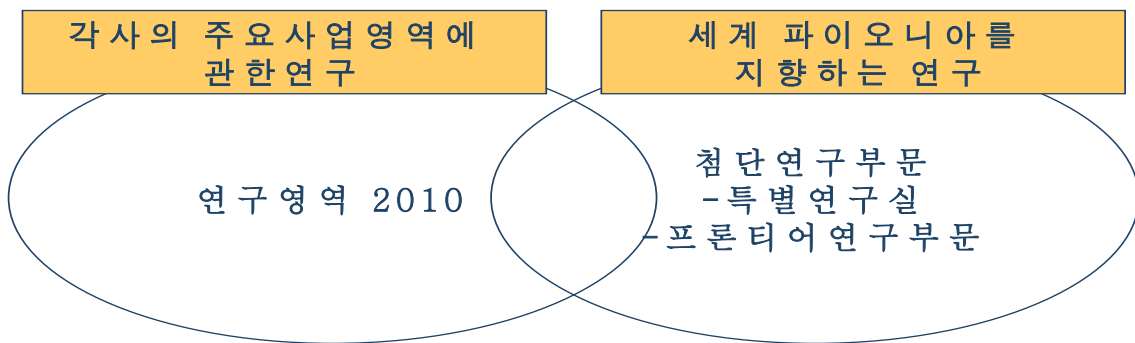 각사의 주요사업영역에
관한연구
세계 파이오니아를
지향하는 연구
연구영역 2010
첨단연구부문
-특별연구실
-프론티어연구부문